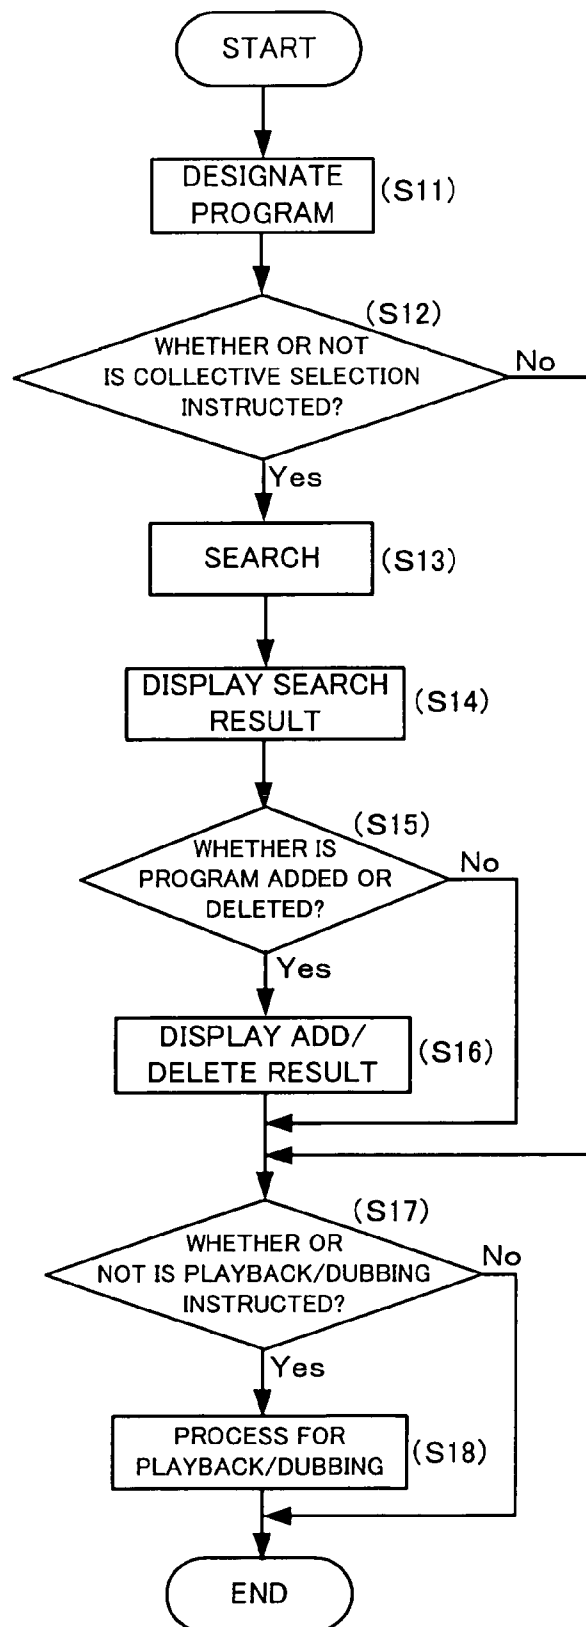 START
DESIGNATE
PROGRAM
(S11)
(S12)
WHETHER OR NOT
IS COLLECTIVE SELECTION
INSTRUCTED?
No
Yes
SEARCH
(S13)
DISPLAY SEARCH
RESULT
(S14)
(S15)
WHETHER IS
PROGRAM ADDED OR
DELETED?
No
Yes
DISPLAY ADD/
DELETE RESULT
(S16)
(S17)
WHETHER OR
NOT IS PLAYBACK/DUBBING
INSTRUCTED?
No
Yes
PROCESS FOR
PLAYBACK/DUBBING
(S18)
END